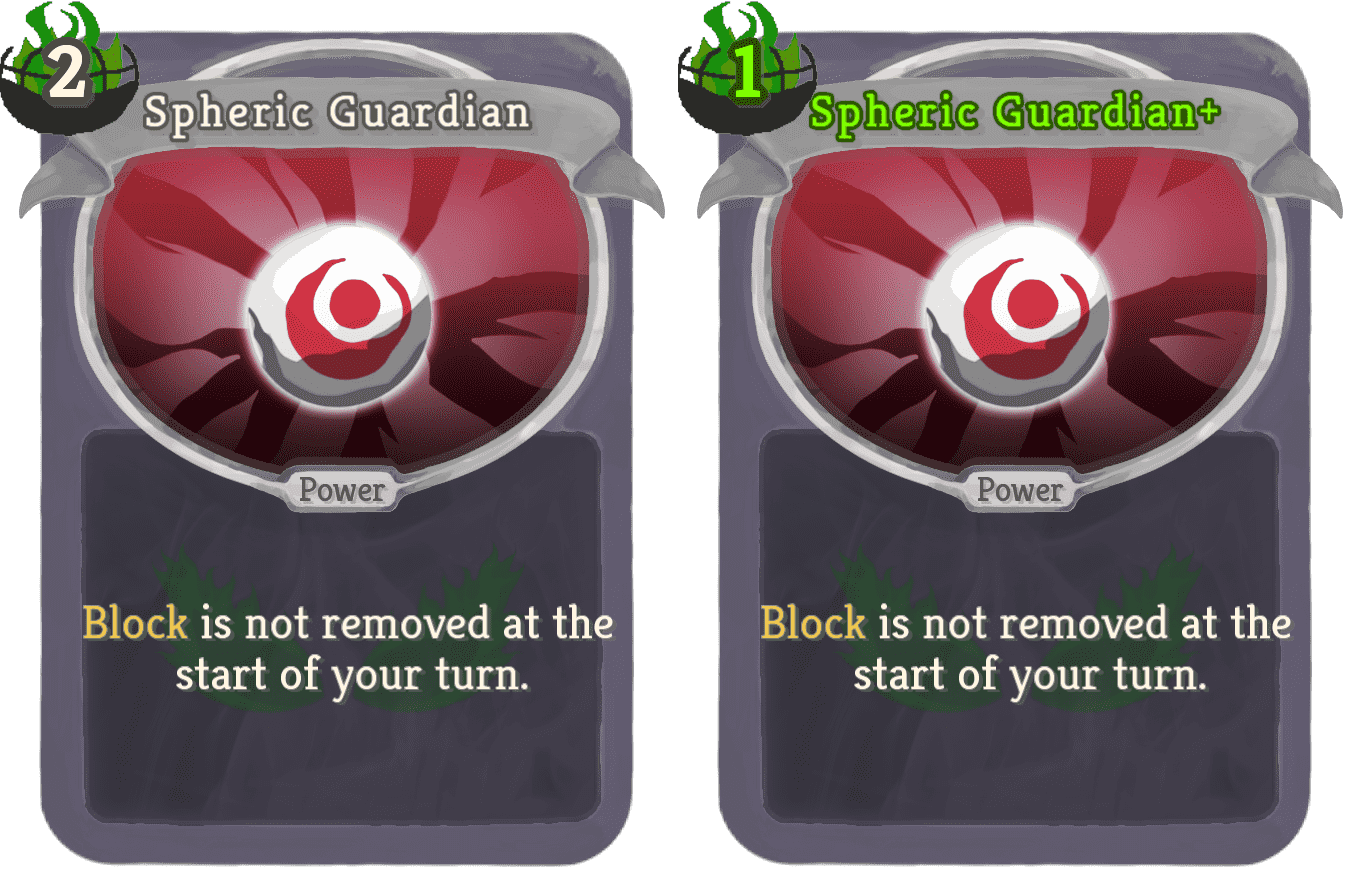 2
Spheric Guardian
Power
Block is not removed at the
start of your turn.
1
Spheric Guardian+
Power
Block is not removed at the
start of your turn.